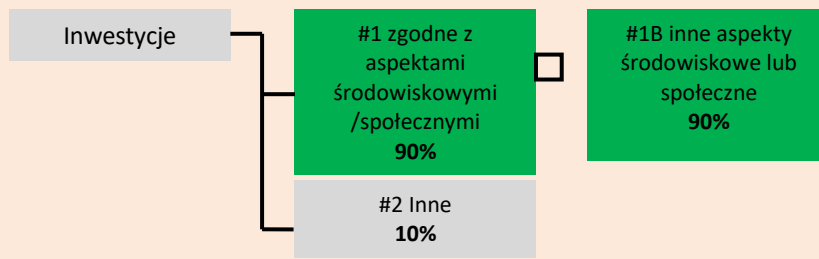 Inwestycje
#1 zgodne z
aspektami
środowiskowymi
/społecznymi
90%
#1B inne aspekty
środowiskowe lub
społeczne
90%
#2 Inne
10%